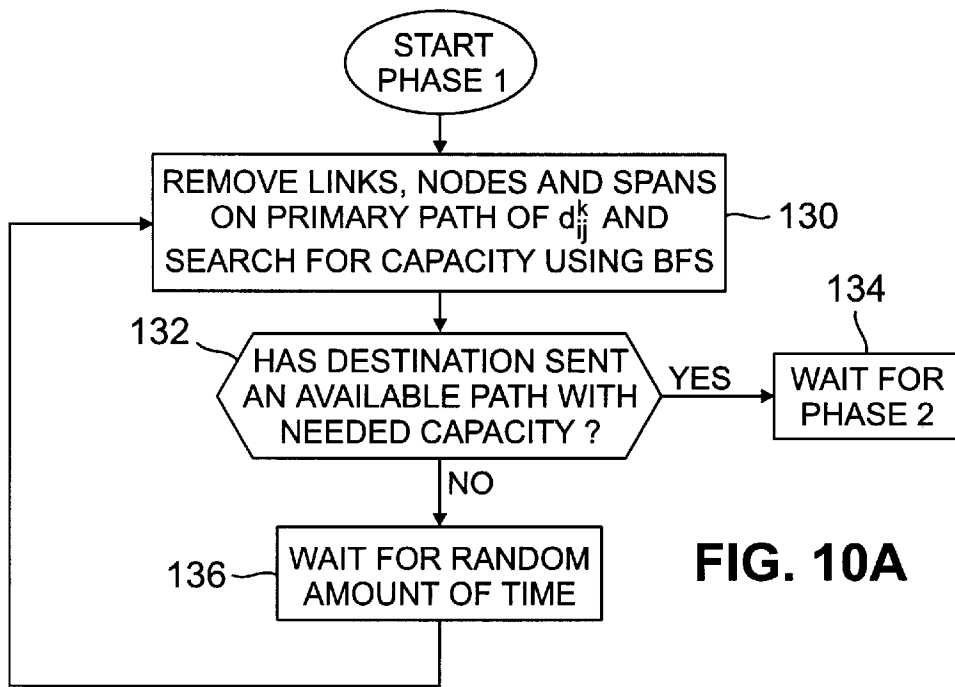 START
PHASE 1
REMOVE LINKS, NODES AND SPANS
ON PRIMARY PATH OF d_{ij}^{k} AND
SEARCH FOR CAPACITY USING BFS
130
132
HAS DESTINATION SENT
AN AVAILABLE PATH WITH
NEEDED CAPACITY ?
YES
134
WAIT FOR
PHASE 2
NO
136
WAIT FOR RANDOM
AMOUNT OF TIME
FIG. 10A